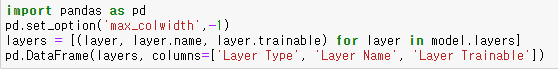 import pandas as pd
pd.set_option('max_colwidth',-1)
layers = [(layer, layer.name, layer.trainable) for layer in model.layers]
pd.DataFrame(layers, columns=['Layer Type', 'Layer Name', 'Layer Trainable'])